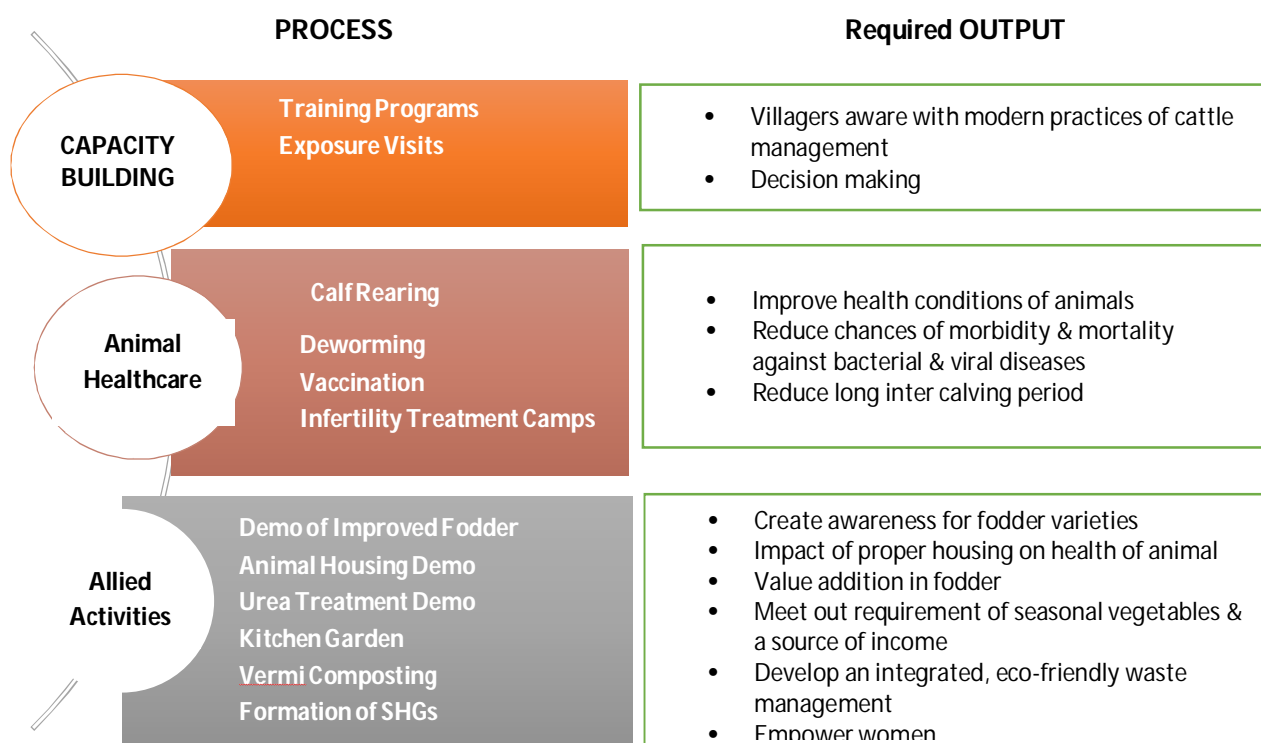 PROCESS
Required OUTPUT
CAPACITY
BUILDING
Training Programs
Exposure Visits
• Villagers aware with modern practices of cattle
management
• Decision making
Animal
Healthcare
Calf Rearing
Deworming
Vaccination
Infertility Treatment Camps
• Improve health conditions of animals
• Reduce chances of morbidity & mortality
against bacterial & viral diseases
• Reduce long inter calving period
Allied
Activities
Demo of Improved Fodder
Animal Housing Demo
Urea Treatment Demo
Kitchen Garden
Vermi Composting
Formation of SHGs
• Create awareness for fodder varieties
• Impact of proper housing on health of animal
• Value addition in fodder
• Meet out requirement of seasonal vegetables &
a source of income
• Develop an integrated, eco-friendly waste
management
• Empower women